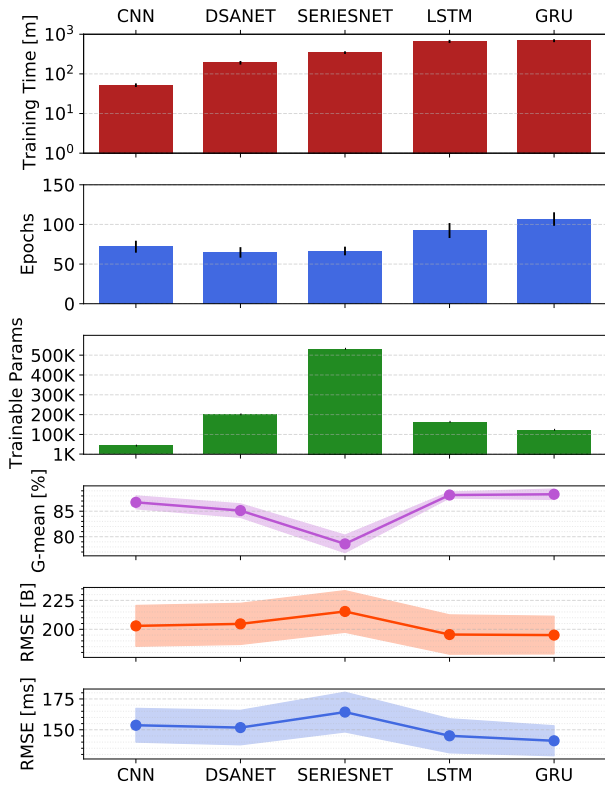 CNN DSANET SERIESNET LSTM GRU
Training Time [m]
10³
10²
10¹
10⁰
Epochs
150
100
50
0
Trainable Params
500K
400K
300K
200K
100K
1K
G-mean [%]
85
80
RMSE [B]
225
200
RMSE [ms]
175
150
CNN DSANET SERIESNET LSTM GRU